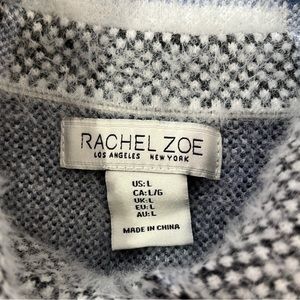 RACHEL ZOE
LOS ANGELES NEW YORK
US: L
CA: L/G
UK: L
EU: L
AU: L
MADE IN CHINA